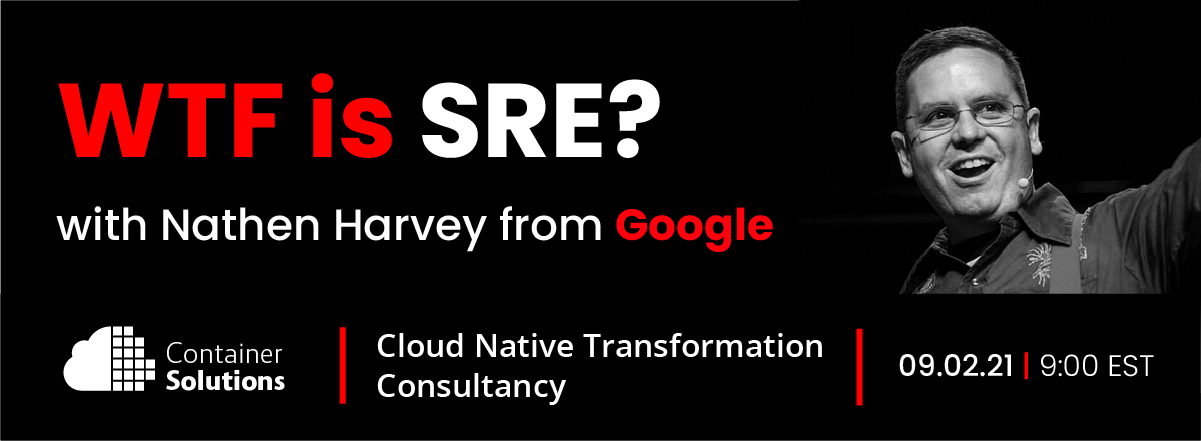 WTF is SRE?
with Nathen Harvey from Google
Container
Solutions
Cloud Native Transformation
Consultancy
09.02.21 | 9:00 EST